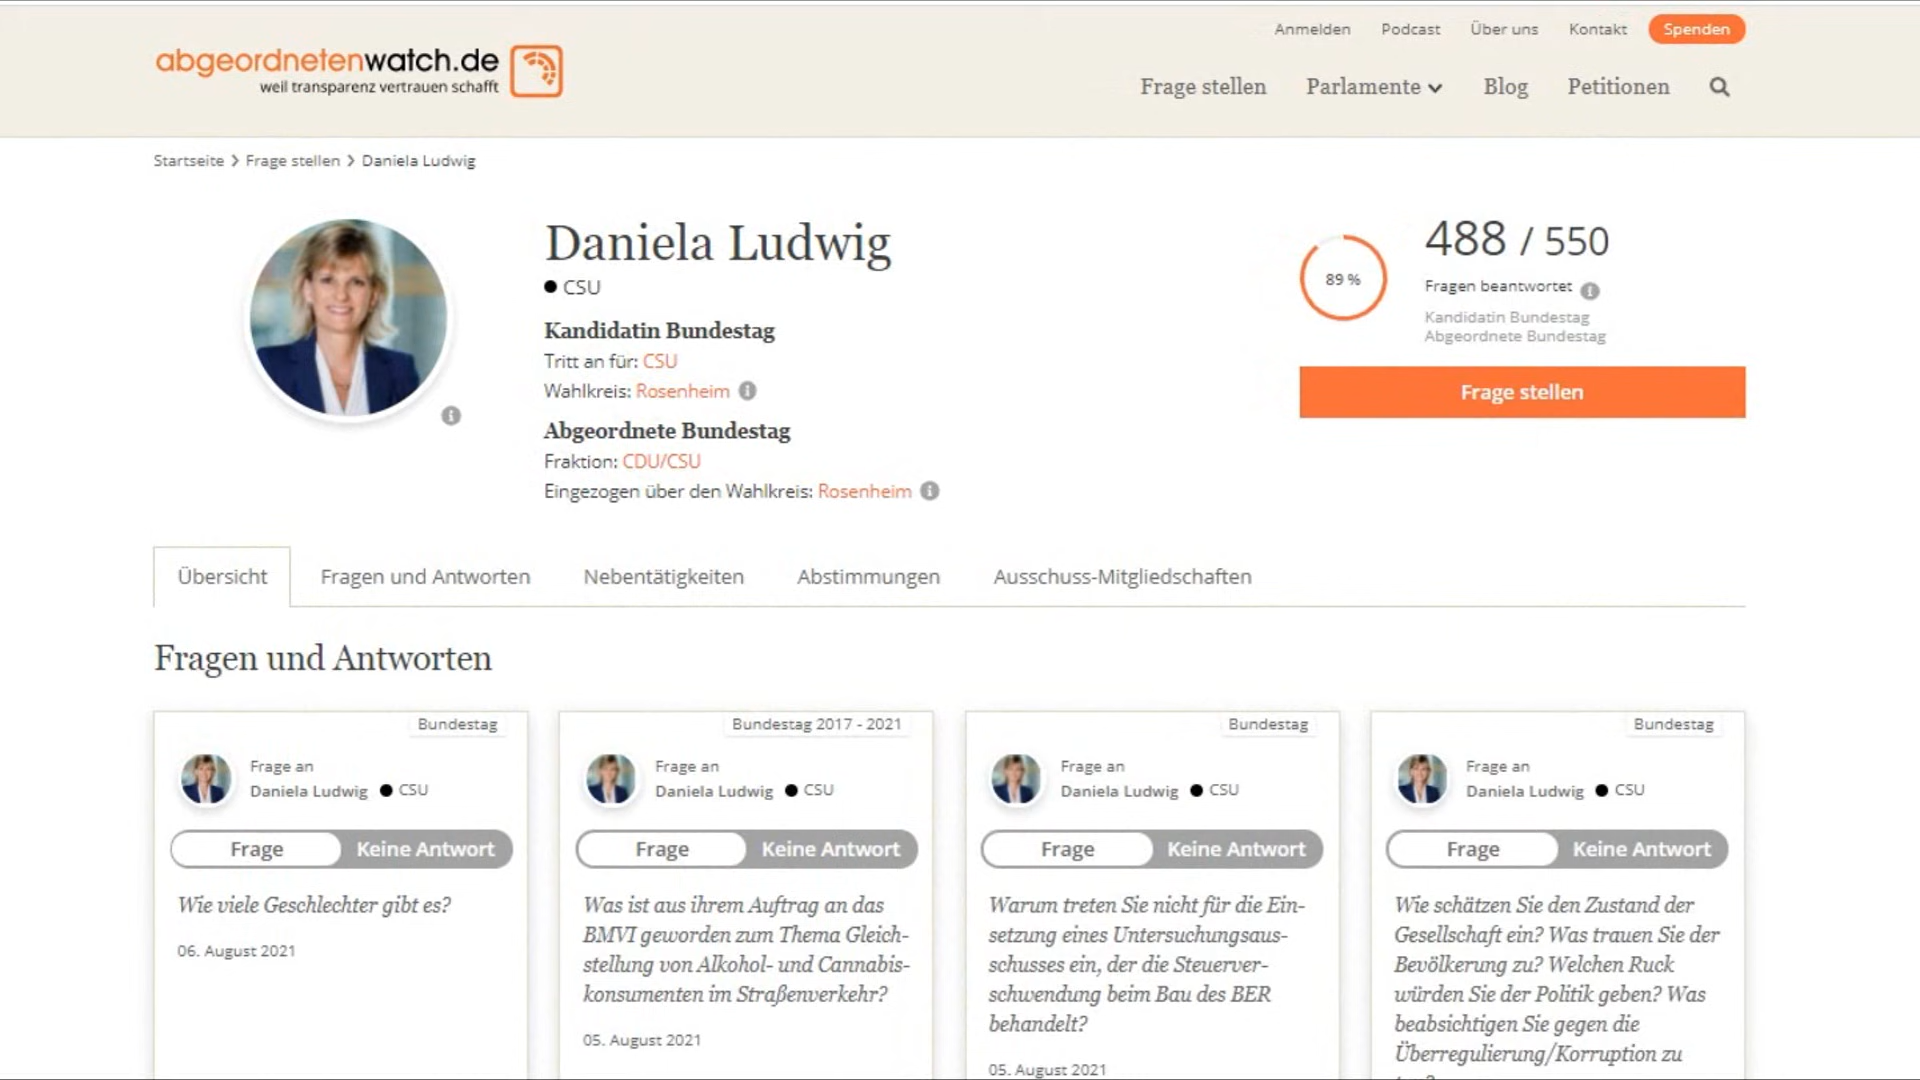 Anmelden Podcast Über uns Kontakt Spenden
abgeordnetenwatch.de
weil transparenz vertrauen schafft
Frage stellen Parlamente Blog Petitionen
Startseite > Frage stellen > Daniela Ludwig
Daniela Ludwig
CSU
Kandidatin Bundestag
Tritt an für: CSU
Wahlkreis: Rosenheim
Abgeordnete Bundestag
Fraktion: CDU/CSU
Eingezogen über den Wahlkreis: Rosenheim
89 %
488 / 550
Fragen beantwortet
Kandidatin Bundestag
Abgeordnete Bundestag
Frage stellen
Übersicht Fragen und Antworten Nebentätigkeiten Abstimmungen Ausschuss-Mitgliedschaften
Fragen und Antworten
Bundestag
Frage an
Daniela Ludwig CSU
Frage Keine Antwort
Wie viele Geschlechter gibt es?
06. August 2021
Bundestag 2017 - 2021
Frage an
Daniela Ludwig CSU
Frage Keine Antwort
Was ist aus ihrem Auftrag an das
BMVI geworden zum Thema Gleich-
stellung von Alkohol- und Cannabis-
konsumenten im Straßenverkehr?
05. August 2021
Bundestag
Frage an
Daniela Ludwig CSU
Frage Keine Antwort
Warum treten Sie nicht für die Ein-
setzung eines Untersuchungsaus-
schusses ein, der die Steuerver-
schwendung beim Bau des BER
behandelt?
05. August 2021
Bundestag
Frage an
Daniela Ludwig CSU
Frage Keine Antwort
Wie schätzen Sie den Zustand der
Gesellschaft ein? Was trauen Sie der
Bevölkerung zu? Welchen Ruck
würden Sie der Politik geben? Was
beabsichtigen Sie gegen die
Überregulierung/Korruption zu